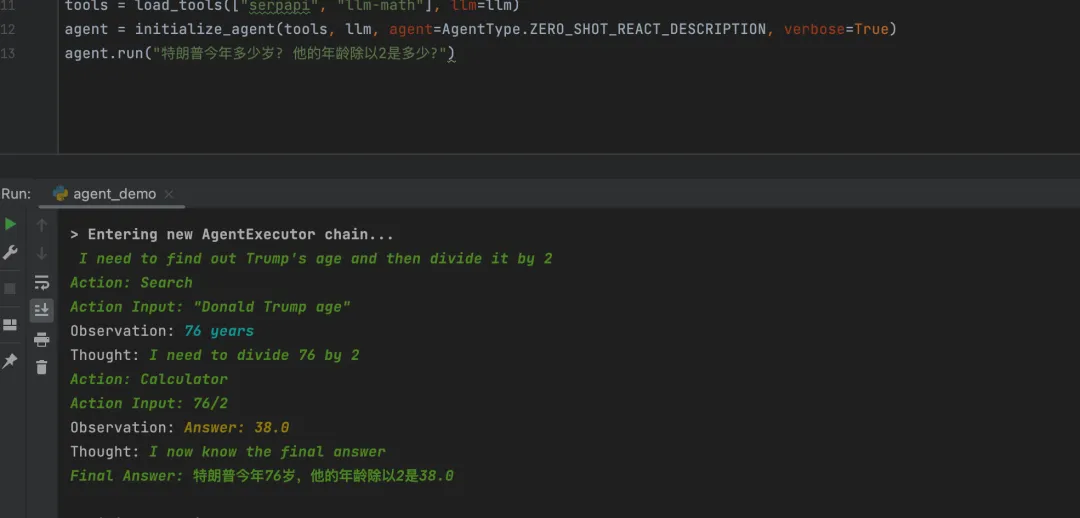 11 tools = load_tools(["serpapi", "llm-math"], llm=llm)
12 agent = initialize_agent(tools, llm, agent=AgentType.ZERO_SHOT_REACT_DESCRIPTION, verbose=True)
13 agent.run("特朗普今年多少岁? 他的年龄除以2是多少?")
Run: agent_demo ×
> Entering new AgentExecutor chain...
I need to find out Trump's age and then divide it by 2
Action: Search
Action Input: "Donald Trump age"
Observation: 76 years
Thought: I need to divide 76 by 2
Action: Calculator
Action Input: 76/2
Observation: Answer: 38.0
Thought: I now know the final answer
Final Answer: 特朗普今年76岁，他的年龄除以2是38.0